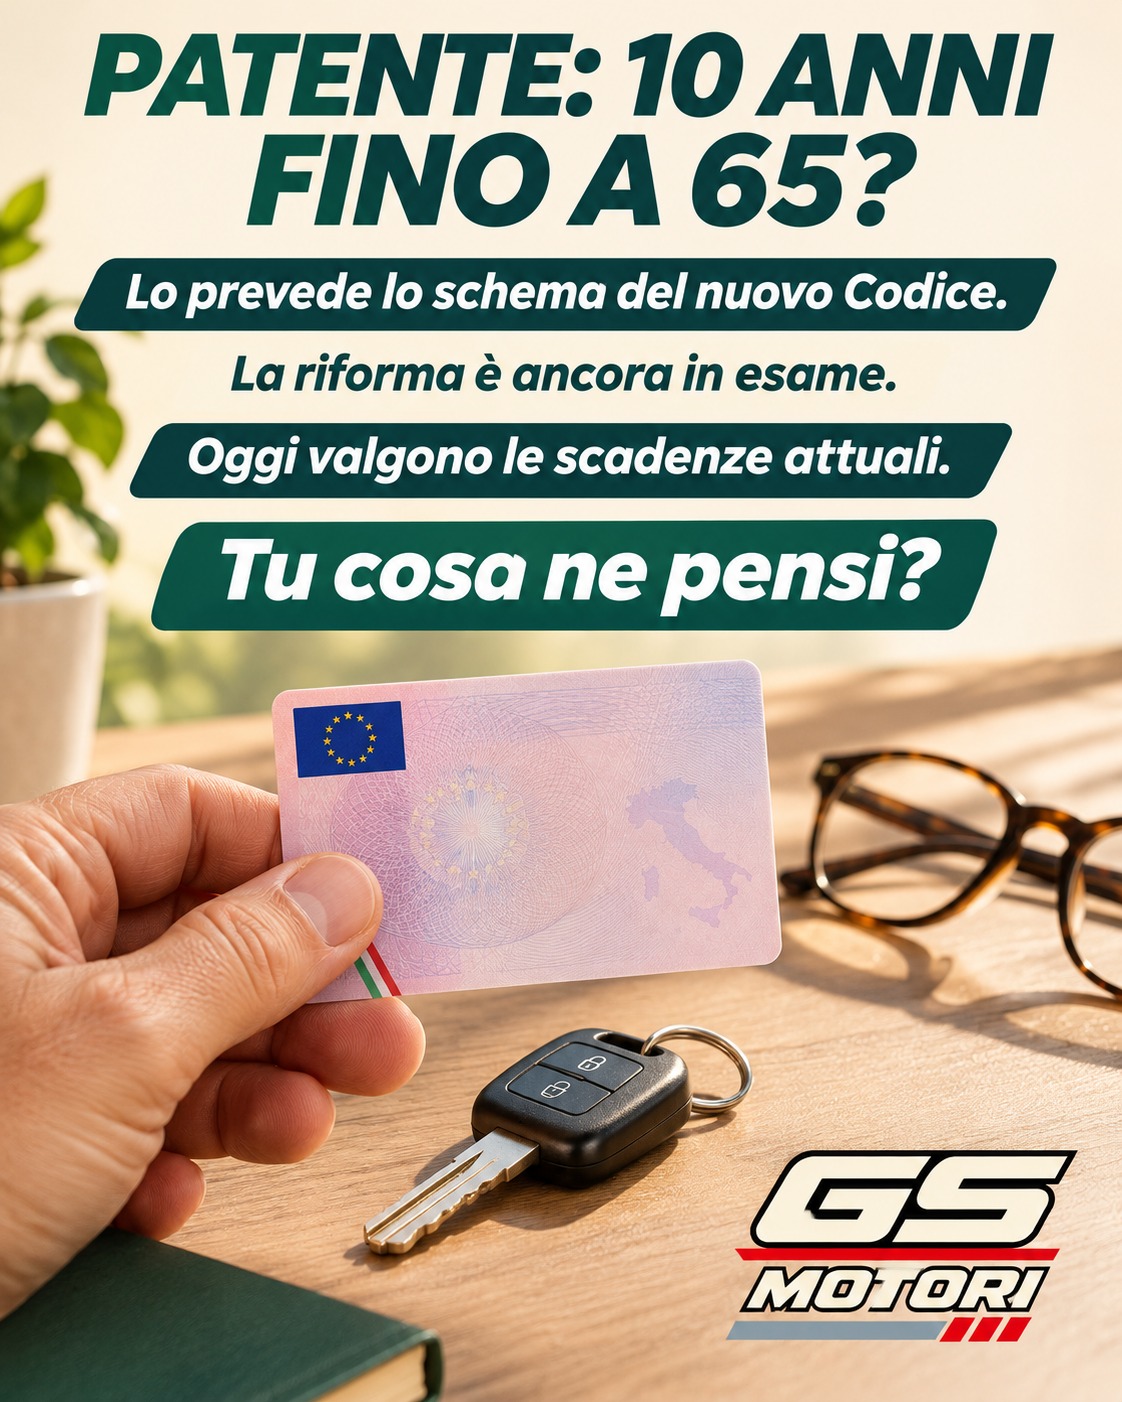 PATENTE: 10 ANNI
FINO A 65?
Lo prevede lo schema del nuovo Codice.
La riforma è ancora in esame.
Oggi valgono le scadenze attuali.
Tu cosa ne pensi?
GS
MOTORI